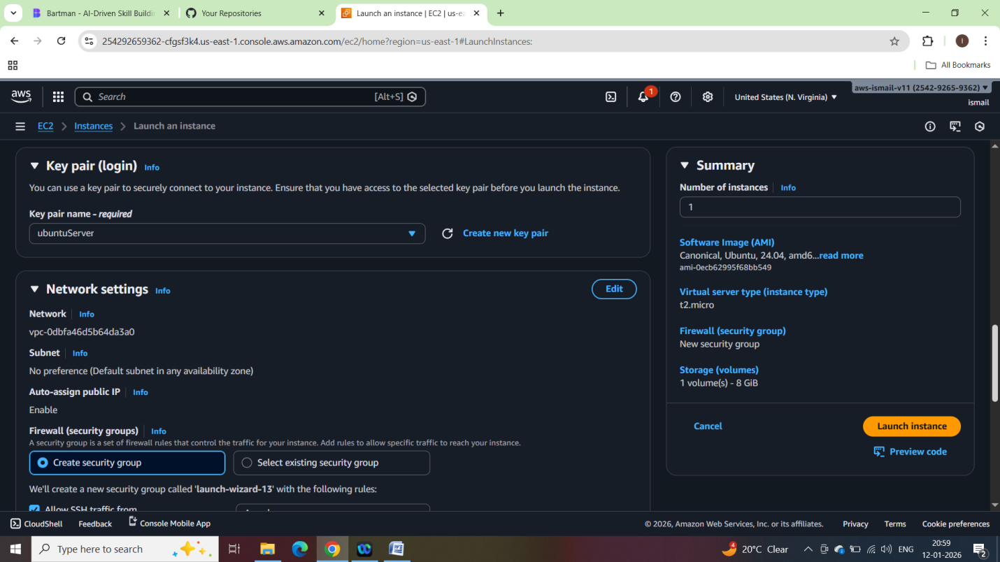 Bartman - AI-Driven Skill Buildi
Your Repositories
Launch an instance | EC2 | us-ea
254292659362-cfgsf3k4.us-east-1.console.aws.amazon.com/ec2/home?region=us-east-1#LaunchInstances:
I
All Bookmarks
aws
Search
[Alt+S]
1
United States (N. Virginia)
aws-ismail-v11 (2542-9265-9362)
ismail
EC2
Instances
Launch an instance
Key pair (login) Info
You can use a key pair to securely connect to your instance. Ensure that you have access to the selected key pair before you launch the instance.
Key pair name - required
ubuntuServer
Create new key pair
Network settings Info
Edit
Network Info
vpc-0dbfa46d5b64da3a0
Subnet Info
No preference (Default subnet in any availability zone)
Auto-assign public IP Info
Enable
Firewall (security groups) Info
A security group is a set of firewall rules that control the traffic for your instance. Add rules to allow specific traffic to reach your instance.
Create security group
Select existing security group
We'll create a new security group called 'launch-wizard-13' with the following rules:
Allow SSH traffic from
Summary
Number of instances Info
1
Software Image (AMI)
Canonical, Ubuntu, 24.04, amd6...read more
ami-0ecb62995f68bb549
Virtual server type (instance type)
t2.micro
Firewall (security group)
New security group
Storage (volumes)
1 volume(s) - 8 GiB
Cancel
Launch instance
Preview code
CloudShell
Feedback
Console Mobile App
© 2026, Amazon Web Services, Inc. or its affiliates.
Privacy
Terms
Cookie preferences
Type here to search
4
20°C Clear
ENG
20:59
12-01-2026
2